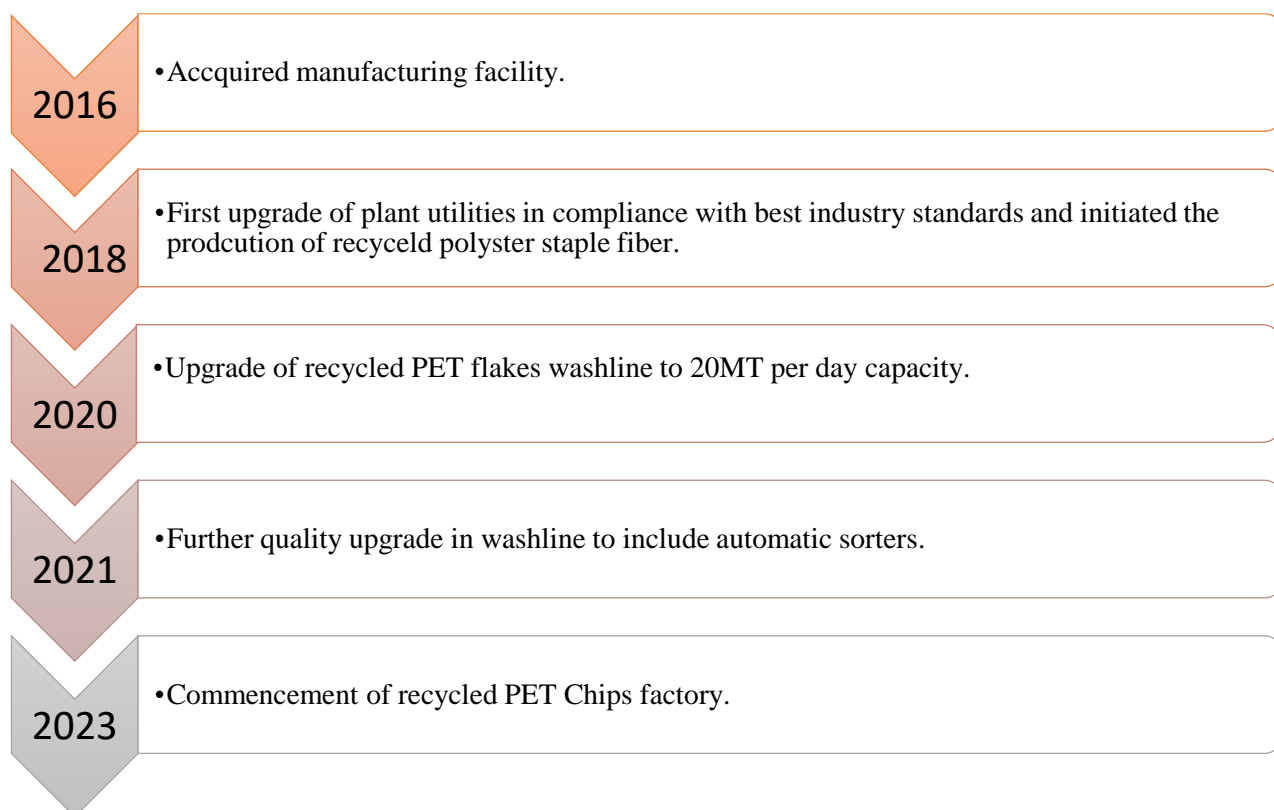 2016
•Accquired manufacturing facility.
2018
•First upgrade of plant utilities in compliance with best industry standards and initiated the
prodcution of recyceld polyster staple fiber.
2020
•Upgrade of recycled PET flakes washline to 20MT per day capacity.
2021
•Further quality upgrade in washline to include automatic sorters.
2023
•Commencement of recycled PET Chips factory.